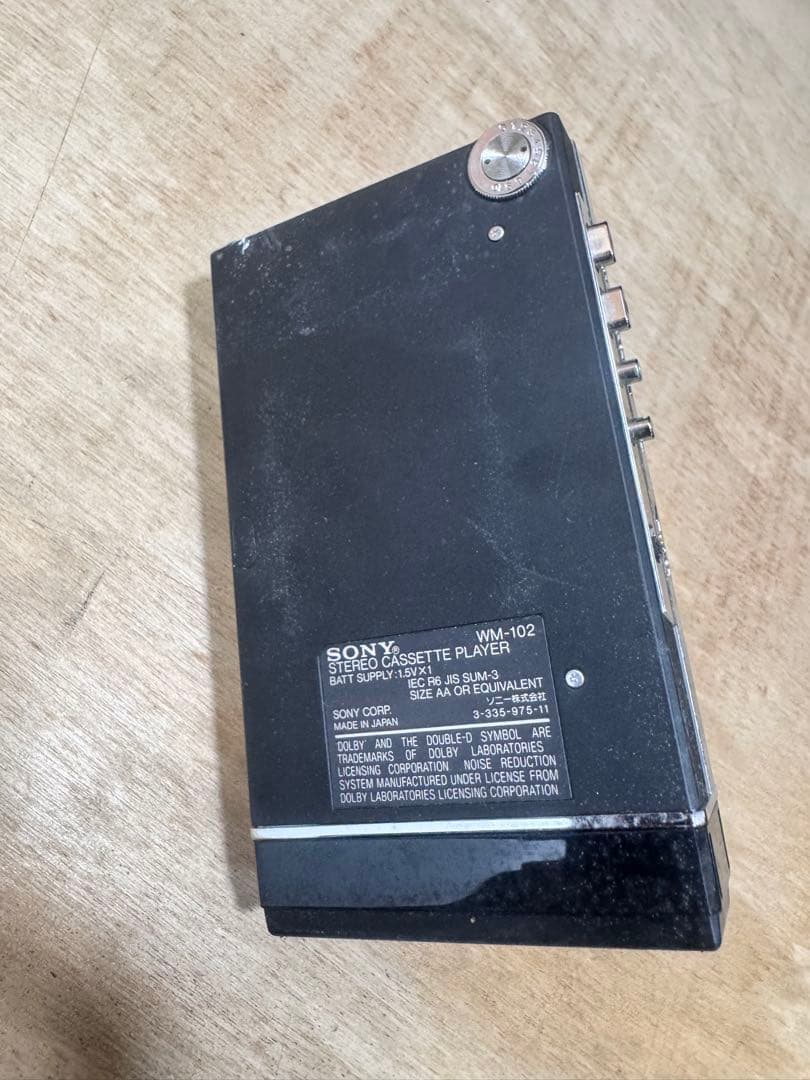 SONY® WM-102
STEREO CASSETTE PLAYER
BATT SUPPLY:1.5V×1
IEC R6 JIS SUM-3
SIZE AA OR EQUIVALENT
SONY CORP. ソニー株式会社
MADE IN JAPAN 3-335-975-11
'DOLBY' AND THE DOUBLE-D SYMBOL ARE
TRADEMARKS OF DOLBY LABORATORIES
LICENSING CORPORATION NOISE REDUCTION
SYSTEM MANUFACTURED UNDER LICENSE FROM
DOLBY LABORATORIES LICENSING CORPORATION